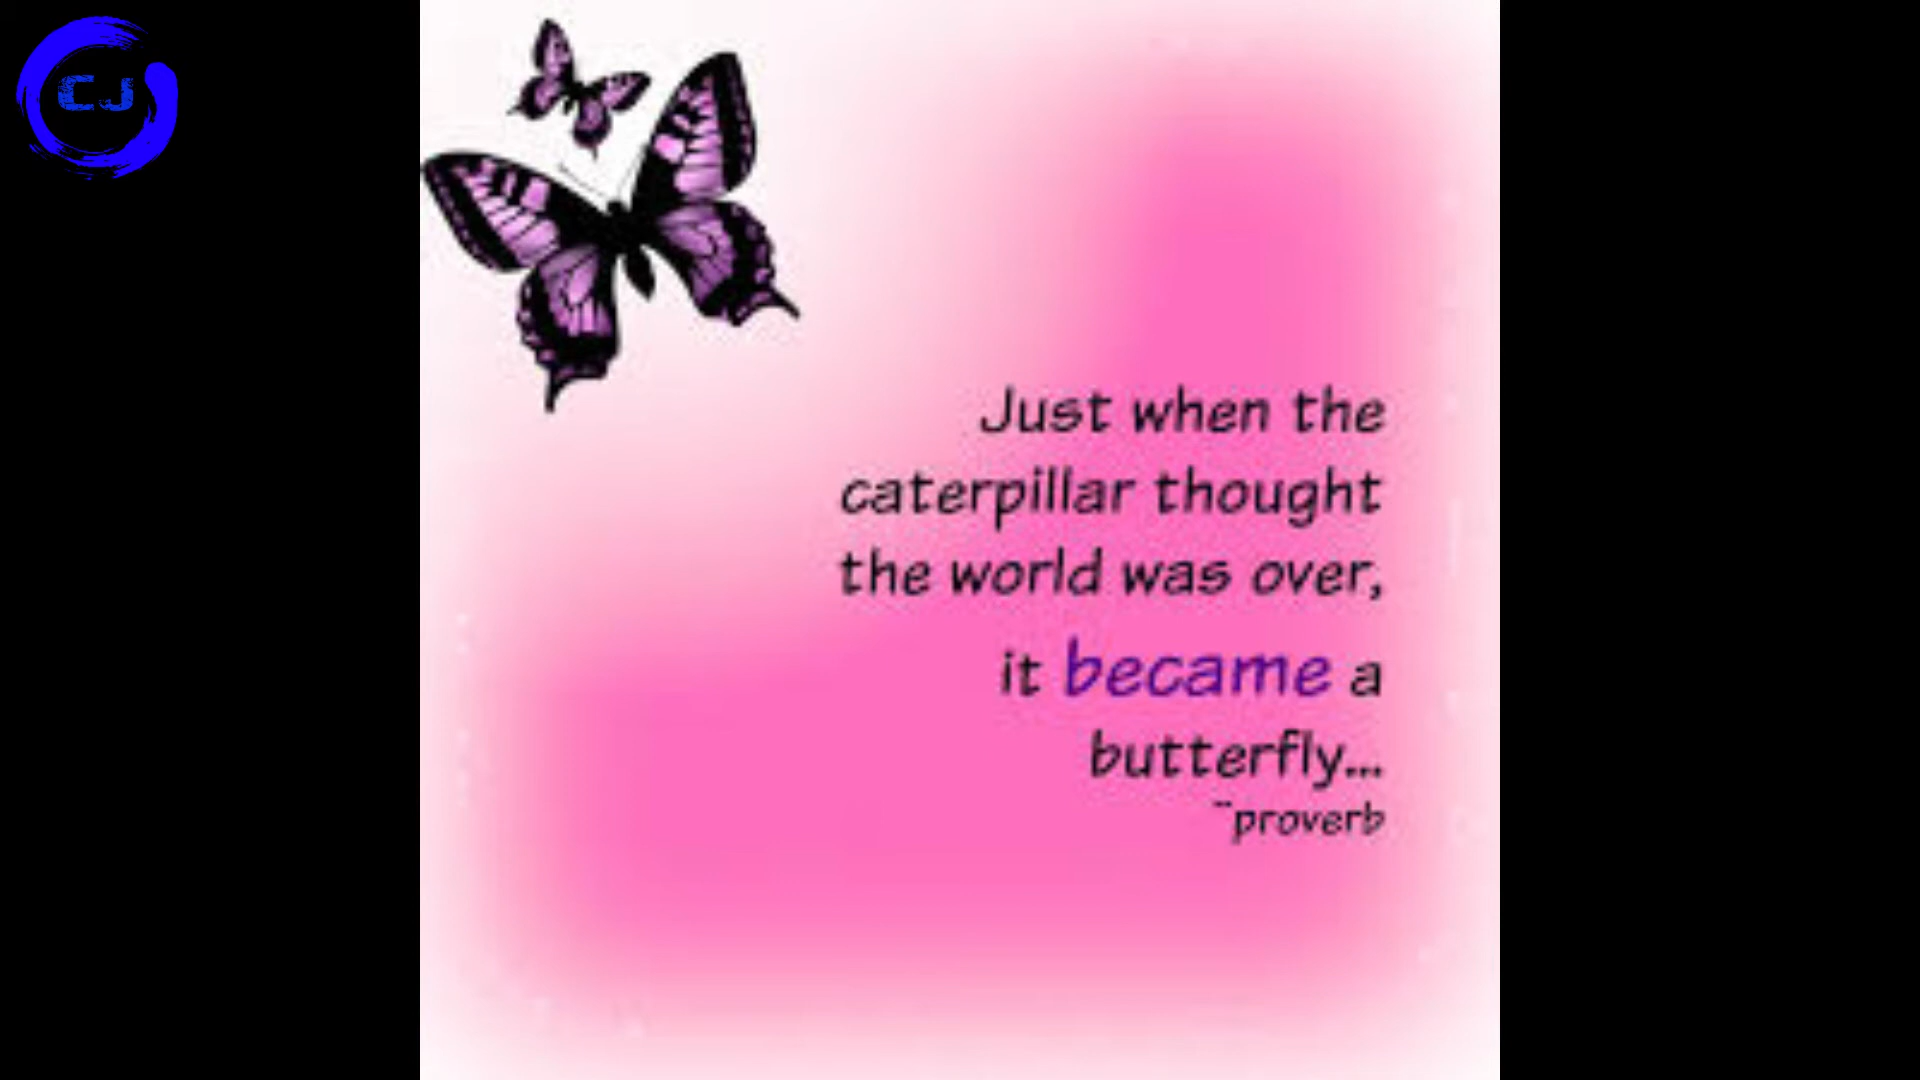 CJ
Just when the
caterpillar thought
the world was over,
it became a
butterfly...
~proverb